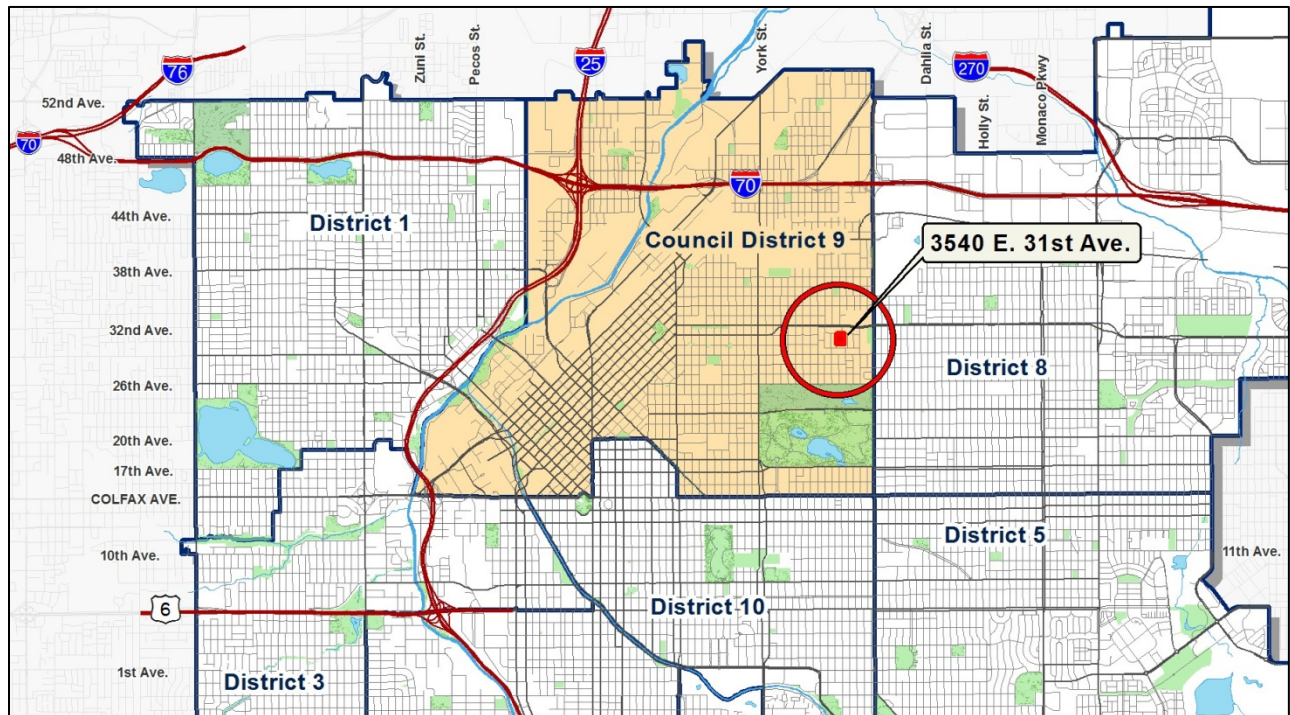 76
Zuni St.
Pecos St.
25
York St.
Dahlia St.
270
Holly St.
Monaco Pkwy
52nd Ave.
70
48th Ave.
70
44th Ave.
District 1
Council District 9
3540 E. 31st Ave.
38th Ave.
32nd Ave.
District 8
26th Ave.
20th Ave.
17th Ave.
COLFAX AVE.
District 5
10th Ave.
11th Ave.
6
District 10
1st Ave.
District 3